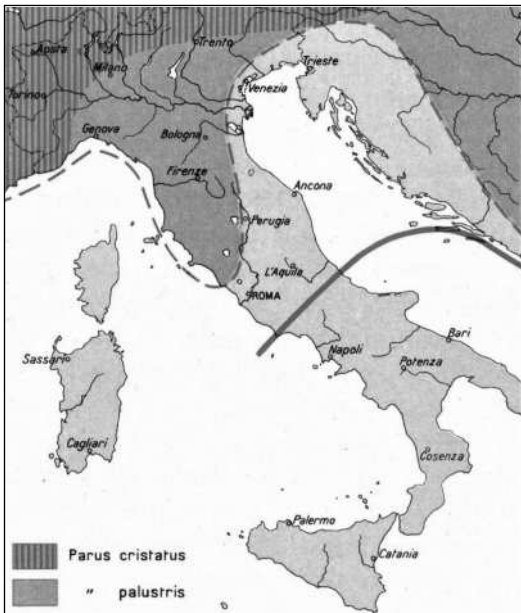 Aosta
Trento
Milano
Trieste
Torino
Venezia
Genova
Bologna
Firenze
Ancona
Perugia
L'Aquila
ROMA
Bari
Sassari
Napoli
Potenza
Cagliari
Cosenza
Palermo
Catania
Parus cristatus
" palustris